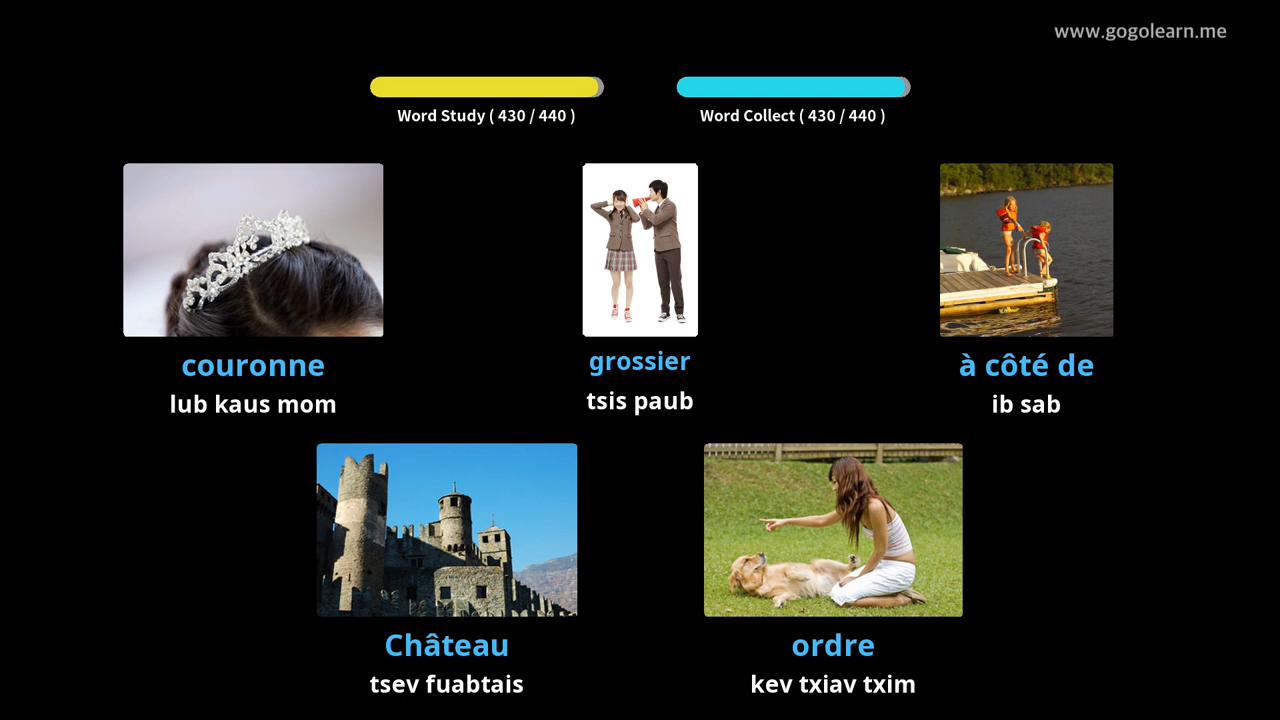 www.gogolearn.me
Word Study ( 430 / 440 )
Word Collect ( 430 / 440 )
couronne
lub kaus mom
grossier
tsis paub
à côté de
ib sab
Château
tsev fuabtais
ordre
kev txiav txim